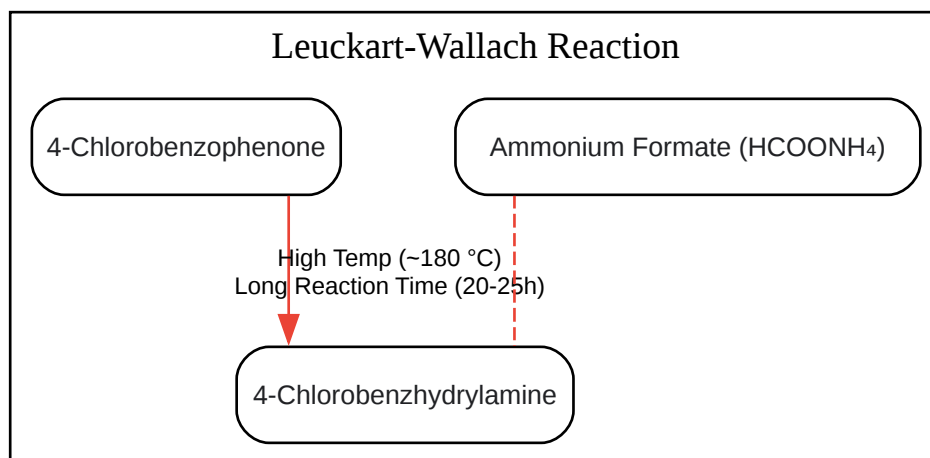 Leuckart-Wallach Reaction
4-Chlorobenzophenone
Ammonium Formate (HCOONH₄)
High Temp (~180 °C)
Long Reaction Time (20-25h)
4-Chlorobenzhydrylamine